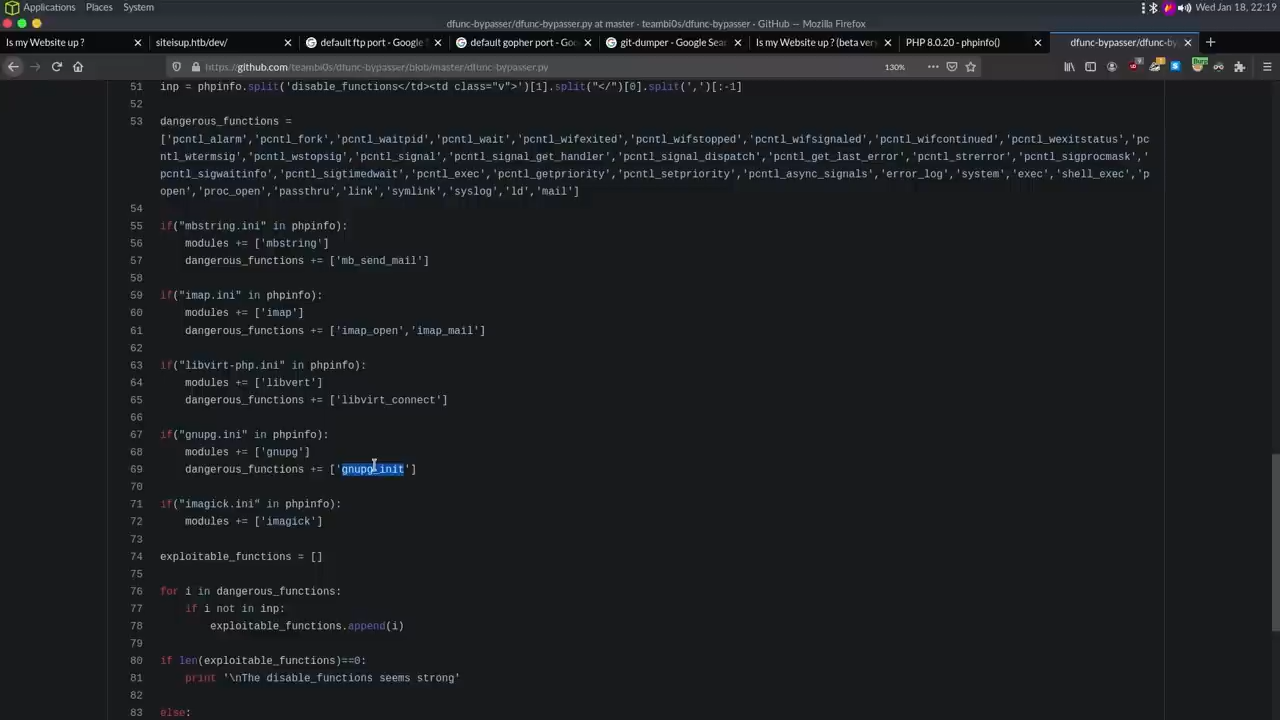 Applications Places System Wed Jan 18, 22:19
dfunc-bypasser/dfunc-bypasser.py at master · teambi0s/dfunc-bypasser · GitHub — Mozilla Firefox
Is my Website up ? siteisup.htb/dev/ default ftp port - Google default gopher port - Goo git-dumper - Google Sea Is my Website up ? (beta ver PHP 8.0.20 - phpinfo() dfunc-bypasser/dfunc-by
https://github.com/teambi0s/dfunc-bypasser/blob/master/dfunc-bypasser.py 130%
51 inp = phpinfo.split('disable_functions</td><td class="v">')[1].split("</")[0].split(',')[:-1]
52
53 dangerous_functions =
['pcntl_alarm','pcntl_fork','pcntl_waitpid','pcntl_wait','pcntl_wifexited','pcntl_wifstopped','pcntl_wifsignaled','pcntl_wifcontinued','pcntl_wexitstatus','pc
ntl_wtermsig','pcntl_wstopsig','pcntl_signal','pcntl_signal_get_handler','pcntl_signal_dispatch','pcntl_get_last_error','pcntl_strerror','pcntl_sigprocmask','
pcntl_sigwaitinfo','pcntl_sigtimedwait','pcntl_exec','pcntl_getpriority','pcntl_setpriority','pcntl_async_signals','error_log','system','exec','shell_exec','p
open','proc_open','passthru','link','symlink','syslog','ld','mail']
54
55 if("mbstring.ini" in phpinfo):
56 modules += ['mbstring']
57 dangerous_functions += ['mb_send_mail']
58
59 if("imap.ini" in phpinfo):
60 modules += ['imap']
61 dangerous_functions += ['imap_open','imap_mail']
62
63 if("libvirt-php.ini" in phpinfo):
64 modules += ['libvert']
65 dangerous_functions += ['libvirt_connect']
66
67 if("gnupg.ini" in phpinfo):
68 modules += ['gnupg']
69 dangerous_functions += ['gnupg_init']
70
71 if("imagick.ini" in phpinfo):
72 modules += ['imagick']
73
74 exploitable_functions = []
75
76 for i in dangerous_functions:
77 if i not in inp:
78 exploitable_functions.append(i)
79
80 if len(exploitable_functions)==0:
81 print '\nThe disable_functions seems strong'
82
83 else: